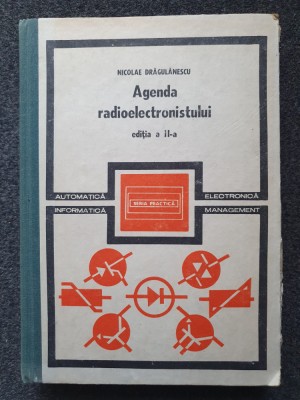 NICOLAE DRĂGULĂNESCU
Agenda
radioelectronistului
ediția a II-a
AUTOMATICĂ
ELECTRONICĂ
SERIA PRACTICĂ
INFORMATICĂ
MANAGEMENT